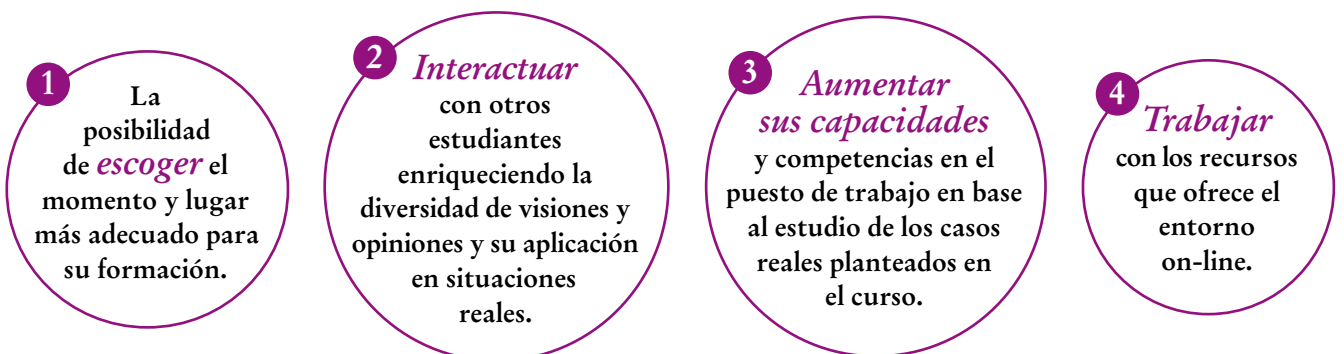 1
La
posibilidad
de escoger el
momento y lugar
más adecuado para
su formación.
2
Interactuar
con otros
estudiantes
enriqueciendo la
diversidad de visiones y
opiniones y su aplicación
en situaciones
reales.
3
Aumentar
sus capacidades
y competencias en el
puesto de trabajo en base
al estudio de los casos
reales planteados en
el curso.
4
Trabajar
con los recursos
que ofrece el
entorno
on-line.